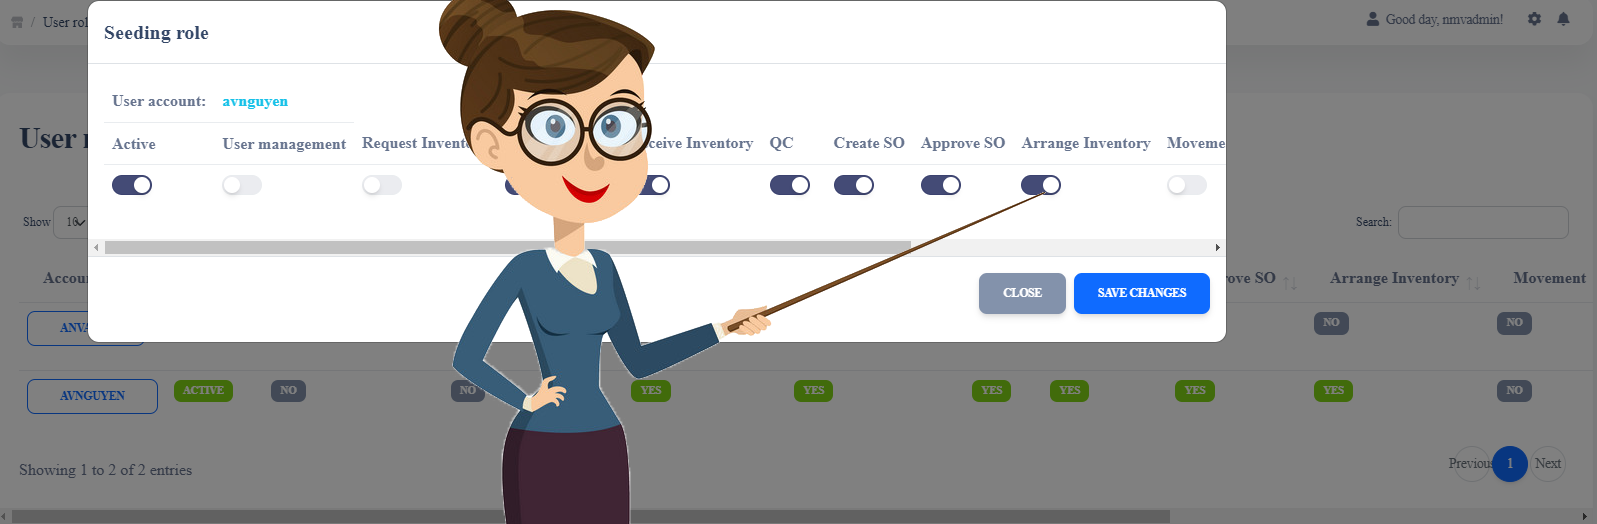 / User rol
Good day, nmvadmin!
Seeding role
User account: avnguyen
Active User management Request Invento ceive Inventory QC Create SO Approve SO Arrange Inventory Moveme
User r
Show 10
Search:
CLOSE SAVE CHANGES
Accou ove SO Arrange Inventory Movement
ANVA NO NO
AVNGUYEN ACTIVE NO NO YES YES YES YES YES YES NO
Showing 1 to 2 of 2 entries
Previous 1 Next